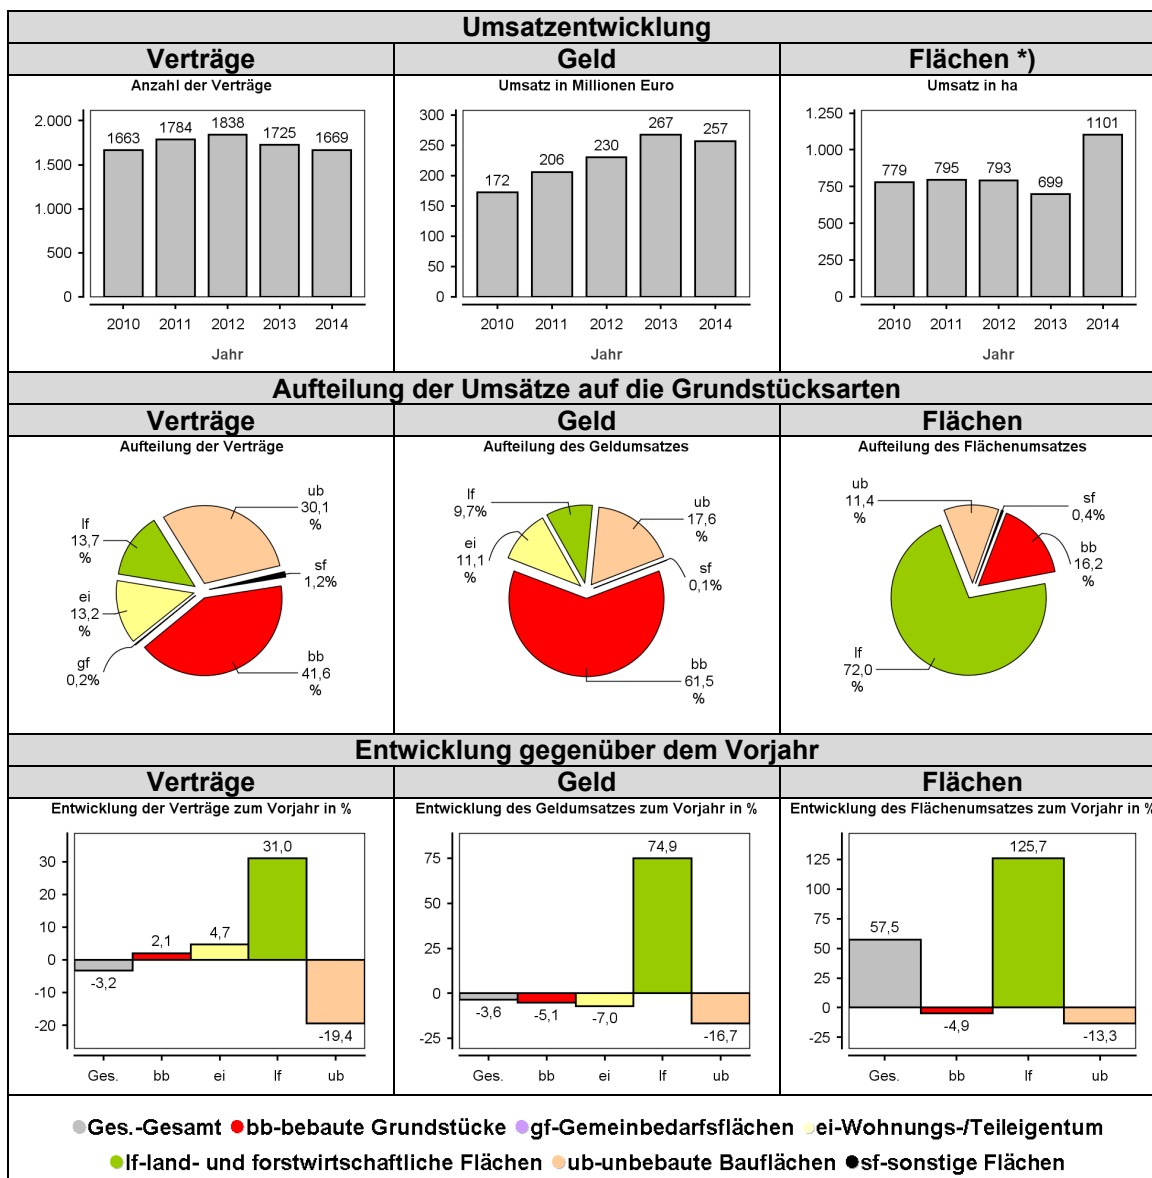 Umsatzentwicklung
Verträge
Geld
Flächen *)
Anzahl der Verträge
2.000
1.500
1.000
500
0
1663
1784
1838
1725
1669
2010 2011 2012 2013 2014
Jahr
Umsatz in Millionen Euro
300
250
200
150
100
50
0
172
206
230
267
257
2010 2011 2012 2013 2014
Jahr
Umsatz in ha
1.250
1.000
750
500
250
0
779
795
793
699
1101
2010 2011 2012 2013 2014
Jahr
Aufteilung der Umsätze auf die Grundstücksarten
Verträge
Geld
Flächen
Aufteilung der Verträge
ub
30,1
%
lf
13,7
%
sf
1,2%
ei
13,2
%
gf
0,2%
bb
41,6
%
Aufteilung des Geldumsatzes
lf
9,7%
ub
17,6
%
ei
11,1
%
sf
0,1%
bb
61,5
%
Aufteilung des Flächenumsatzes
ub
11,4
%
sf
0,4%
bb
16,2
%
lf
72,0
%
Entwicklung gegenüber dem Vorjahr
Verträge
Geld
Flächen
Entwicklung der Verträge zum Vorjahr in %
30
20
10
0
-10
-20
-3,2
2,1
4,7
31,0
-19,4
Ges. bb ei lf ub
Entwicklung des Geldumsatzes zum Vorjahr in %
75
50
25
0
-25
-3,6
-5,1
-7,0
74,9
-16,7
Ges. bb ei lf ub
Entwicklung des Flächenumsatzes zum Vorjahr in %
125
100
75
50
25
0
-25
57,5
-4,9
125,7
-13,3
Ges. bb lf ub
Ges.-Gesamt bb-bebaute Grundstücke gf-Gemeinbedarfsflächen ei-Wohnungs-/Teileigentum
lf-land- und forstwirtschaftliche Flächen ub-unbebaute Bauflächen sf-sonstige Flächen